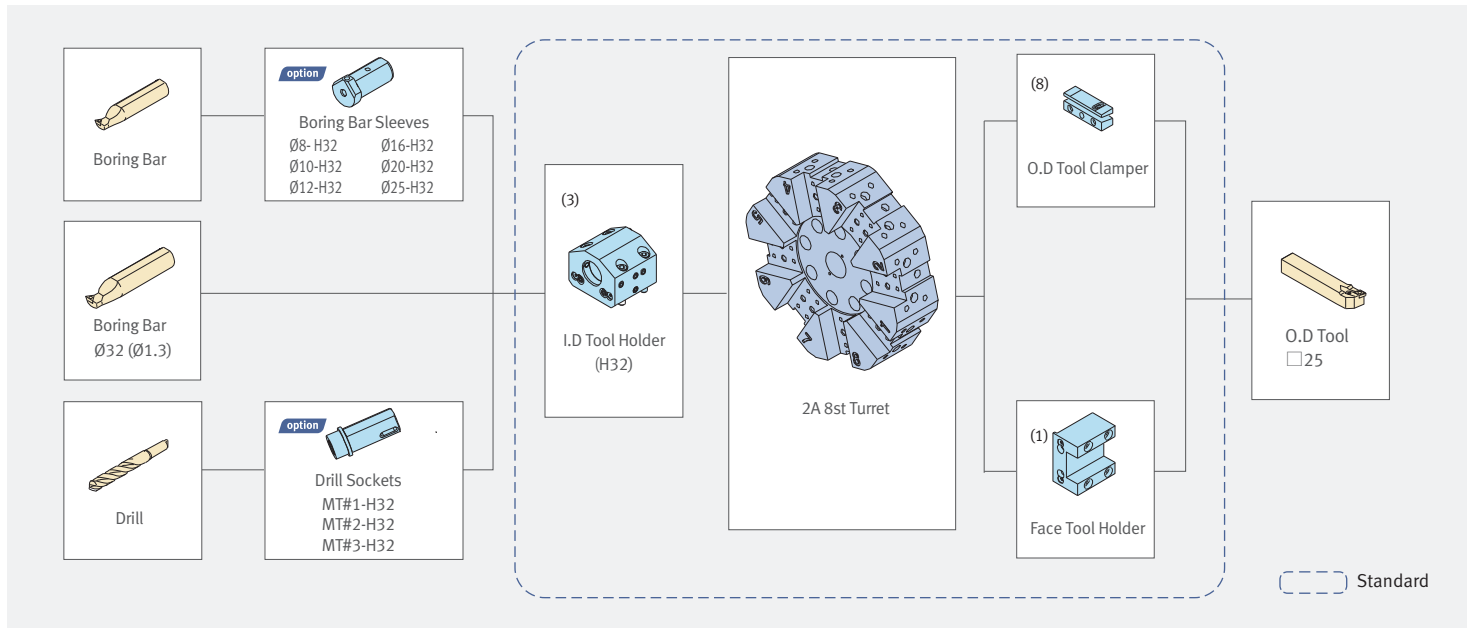 Boring Bar
option
Boring Bar Sleeves
Ø8- H32
Ø16-H32
Ø10-H32
Ø20-H32
Ø12-H32
Ø25-H32
Boring Bar
Ø32 (Ø1.3)
Drill
option
Drill Sockets
MT#1-H32
MT#2-H32
MT#3-H32
(3)
I.D Tool Holder
(H32)
2A 8st Turret
(8)
O.D Tool Clamper
(1)
Face Tool Holder
O.D Tool
□25
Standard